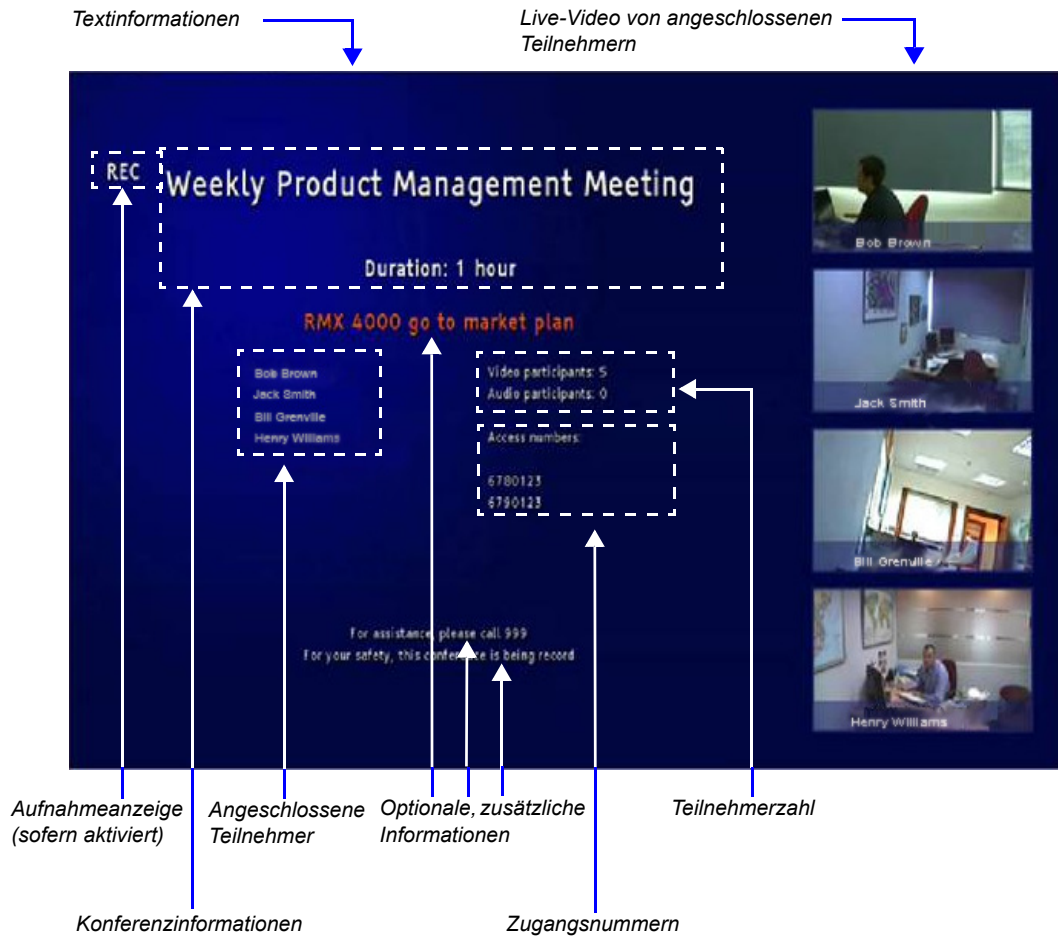 Textinformationen
Live-Video von angeschlossenen
Teilnehmern
REC
Weekly Product Management Meeting
Duration: 1 hour
RMX 4000 go to market plan
Bob Brown
Jack Smith
Bill Grenville
Henry Williams
Video participants: 5
Audio participants: 0
Access numbers:
6780123
6790123
For assistance, please call 999
For your safety, this conference is being record
Bob Brown
Jack Smith
Bill Grenville
Henry Williams
Aufnahmeanzeige
(sofern aktiviert)
Angeschlossene
Teilnehmer
Optionale, zusätzliche
Informationen
Teilnehmerzahl
Konferenzinformationen
Zugangsnummern